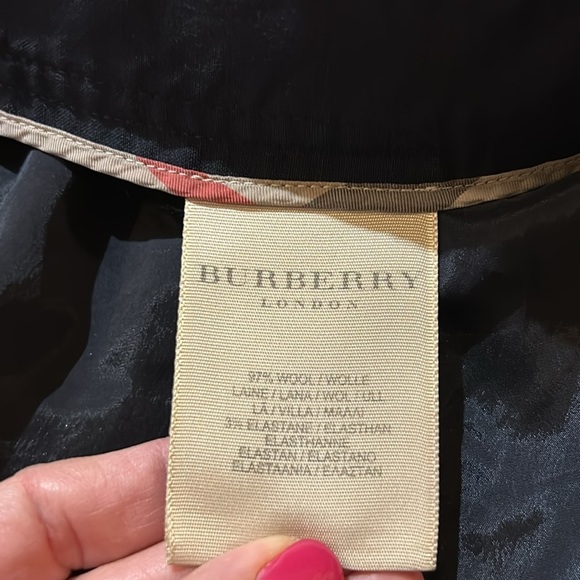 BURBERRY
LONDON
97% WOOL / WOLLE
LAINE / LANA / WOL / ULL
LÃ / VILLA / ΜΑΛΛΙ
3% ELASTANE / ELASTHAN
ELASTHANNE
ELASTAN / ELASTANO
ELASTAANIA / ΕΛΑΣΤΑΝ